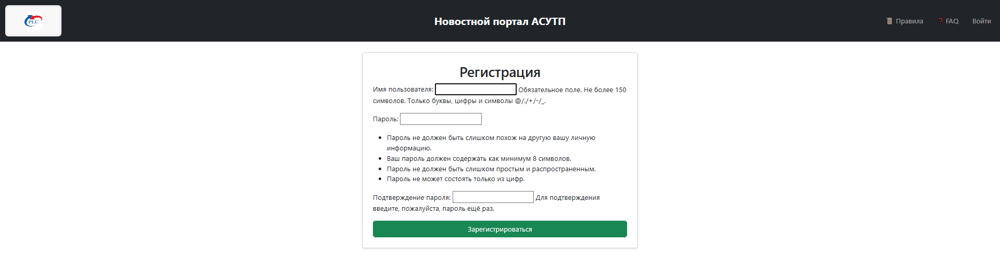 PLC
Новостной портал АСУТП
Правила
FAQ
Войти
Регистрация
Имя пользователя:
Обязательное поле. Не более 150
символов. Только буквы, цифры и символы @/./+/-/_.
Пароль:
Пароль не должен быть слишком похож на другую вашу личную
информацию.
Ваш пароль должен содержать как минимум 8 символов.
Пароль не должен быть слишком простым и распространенным.
Пароль не может состоять только из цифр.
Подтверждение пароля:
Для подтверждения
введите, пожалуйста, пароль ещё раз.
Зарегистрироваться